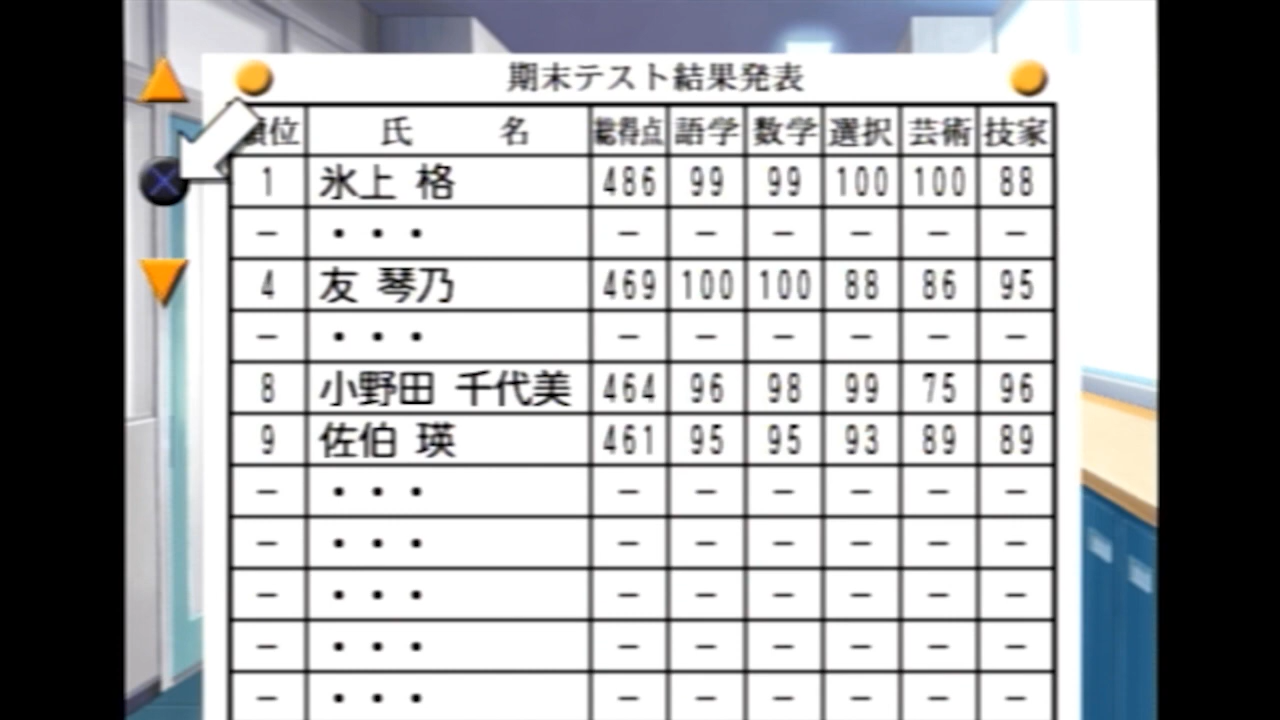 期末テスト結果発表
順位 氏 名 総得点 語学 数学 選択 芸術 技家
1 氷上 格 486 99 99 100 100 88
– ・・・ – – – – – –
4 友 琴乃 469 100 100 88 86 95
– ・・・ – – – – – –
8 小野田 千代美 464 96 98 99 75 96
9 佐伯 瑛 461 95 95 93 89 89
– ・・・ – – – – – –
– ・・・ – – – – – –
– ・・・ – – – – – –
– ・・・ – – – – – –
– ・・・ – – – – – –